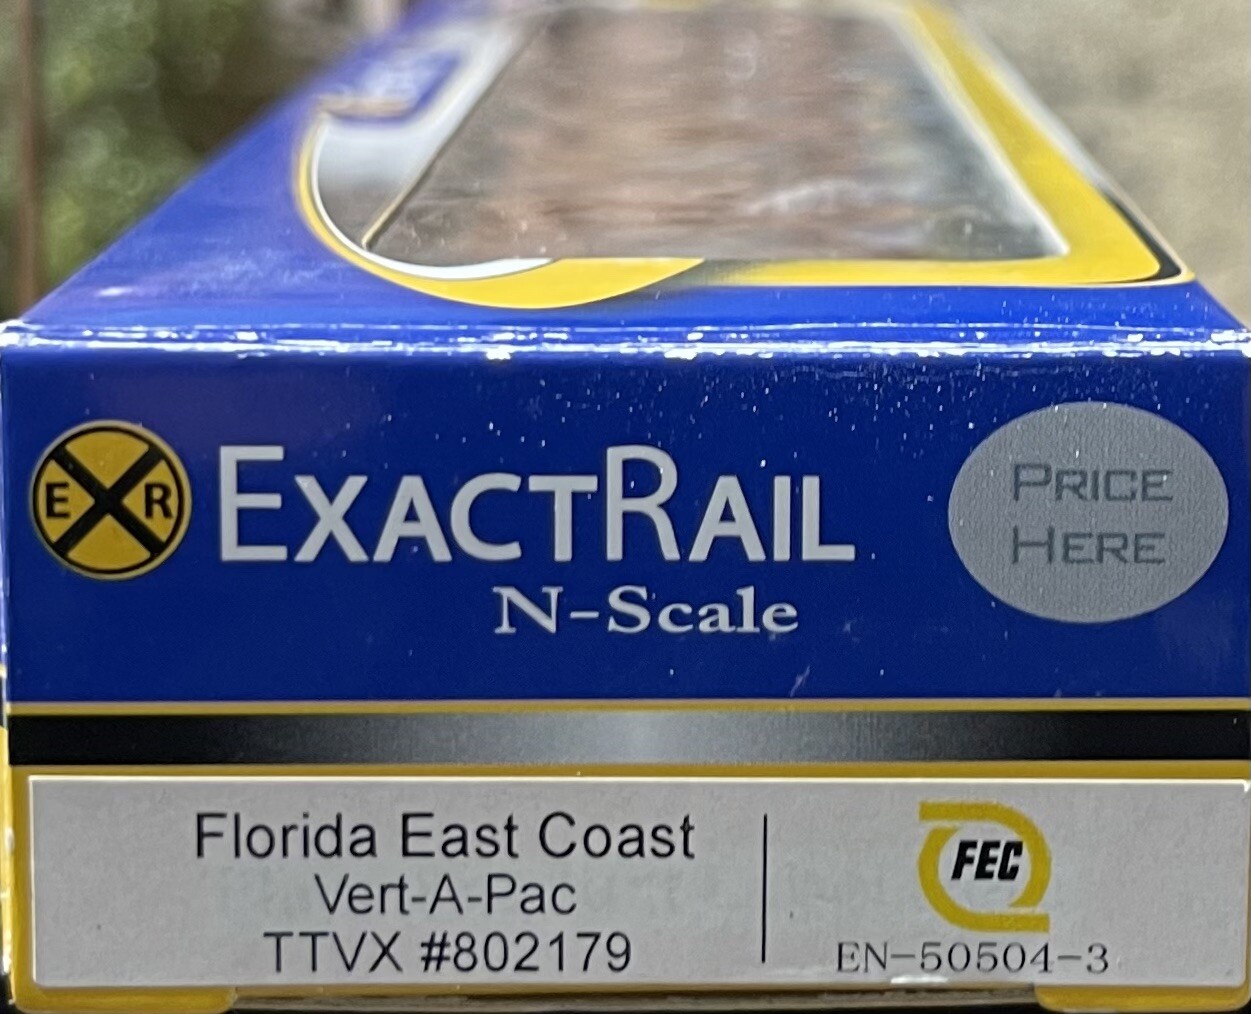 E R
EXACTRAIL
N-Scale
PRICE
HERE
Florida East Coast
Vert-A-Pac
TTVX #802179
FEC
EN-50504-3